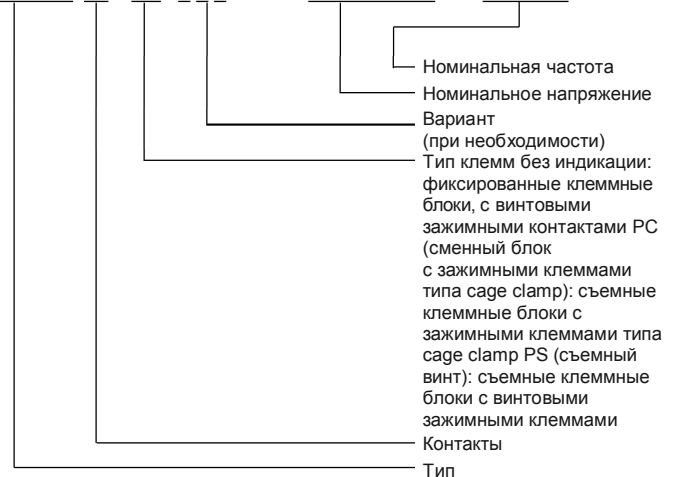 Номинальная частота
Номинальное напряжение
Вариант
(при необходимости)
Тип клемм без индикации:
фиксированные клеммные
блоки, с винтовыми
зажимными контактами PC
(сменный блок
с зажимными клеммами
типа cage clamp): съемные
клеммные блоки с
зажимными клеммами типа
cage clamp PS (съемный
винт): съемные клеммные
блоки с винтовыми
зажимными клеммами
Контакты
Тип